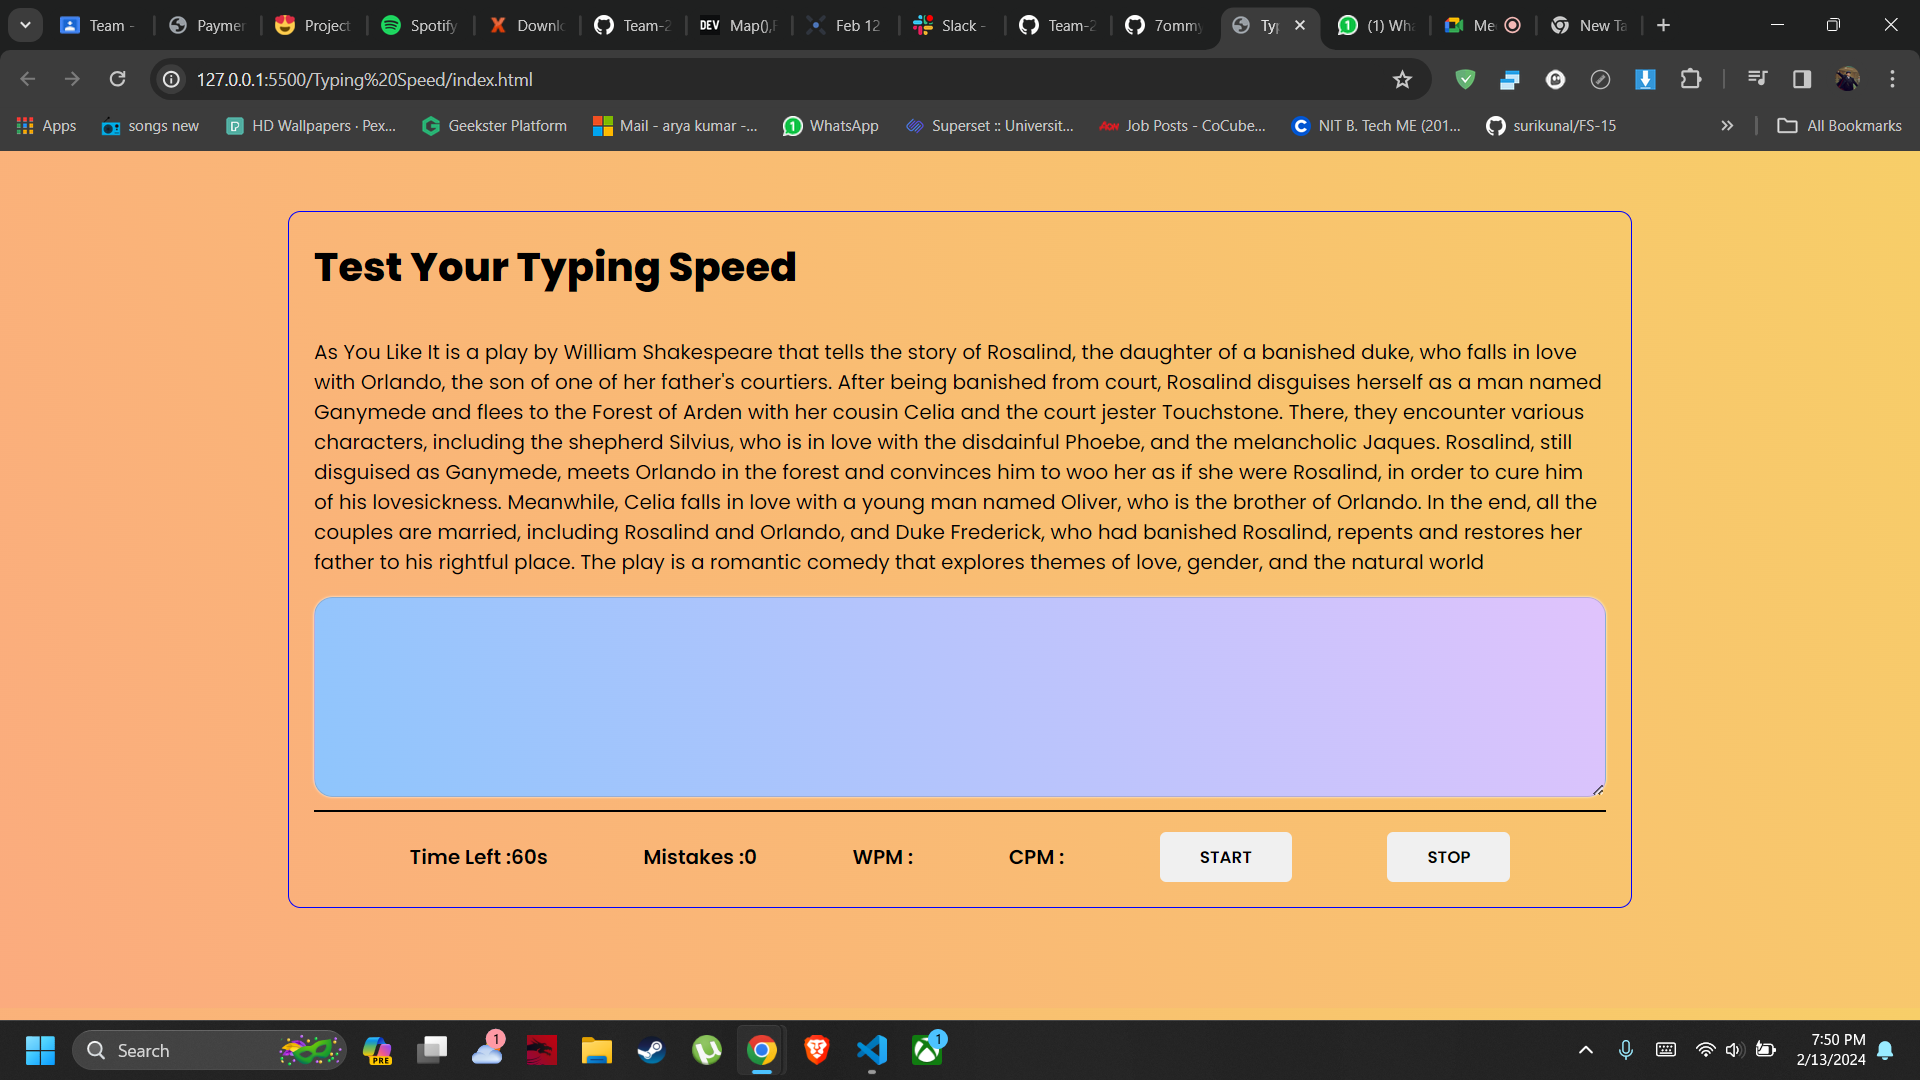 Team -
Paymer
Project
Spotify
Downlo
Team-2
DEV Map(),F
Feb 12
Slack -
Team-2
7ommy
Typ
(1) Wha
Me
New Ta
127.0.0.1:5500/Typing%20Speed/index.html
Apps
songs new
HD Wallpapers · Pex...
Geekster Platform
Mail - arya kumar -...
WhatsApp
Superset :: Universit...
Job Posts - CoCube...
NIT B. Tech ME (201...
surikunal/FS-15
All Bookmarks
Test Your Typing Speed
As You Like It is a play by William Shakespeare that tells the story of Rosalind, the daughter of a banished duke, who falls in love
with Orlando, the son of one of her father's courtiers. After being banished from court, Rosalind disguises herself as a man named
Ganymede and flees to the Forest of Arden with her cousin Celia and the court jester Touchstone. There, they encounter various
characters, including the shepherd Silvius, who is in love with the disdainful Phoebe, and the melancholic Jaques. Rosalind, still
disguised as Ganymede, meets Orlando in the forest and convinces him to woo her as if she were Rosalind, in order to cure him
of his lovesickness. Meanwhile, Celia falls in love with a young man named Oliver, who is the brother of Orlando. In the end, all the
couples are married, including Rosalind and Orlando, and Duke Frederick, who had banished Rosalind, repents and restores her
father to his rightful place. The play is a romantic comedy that explores themes of love, gender, and the natural world
Time Left :60s
Mistakes :0
WPM :
CPM :
START
STOP
Search
PRE
1
1
7:50 PM
2/13/2024